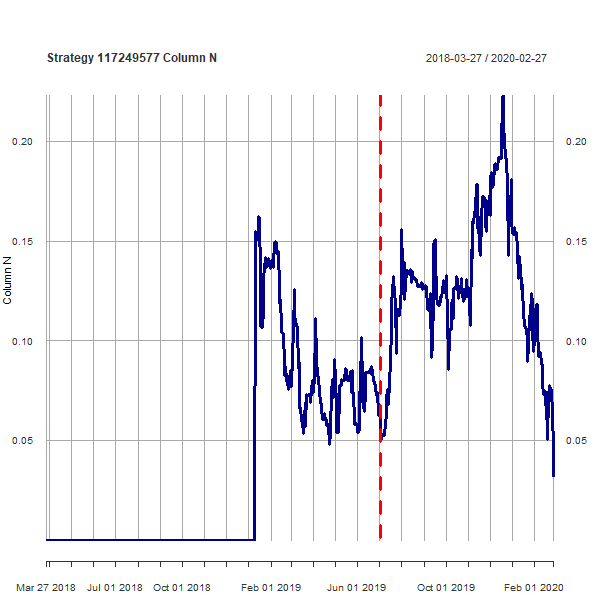 Strategy 117249577 Column N
2018-03-27 / 2020-02-27
0.20
0.20
0.15
0.15
Column N
0.10
0.10
0.05
0.05
Mar 27 2018
Jul 01 2018
Oct 01 2018
Feb 01 2019
Jun 01 2019
Oct 01 2019
Feb 01 2020